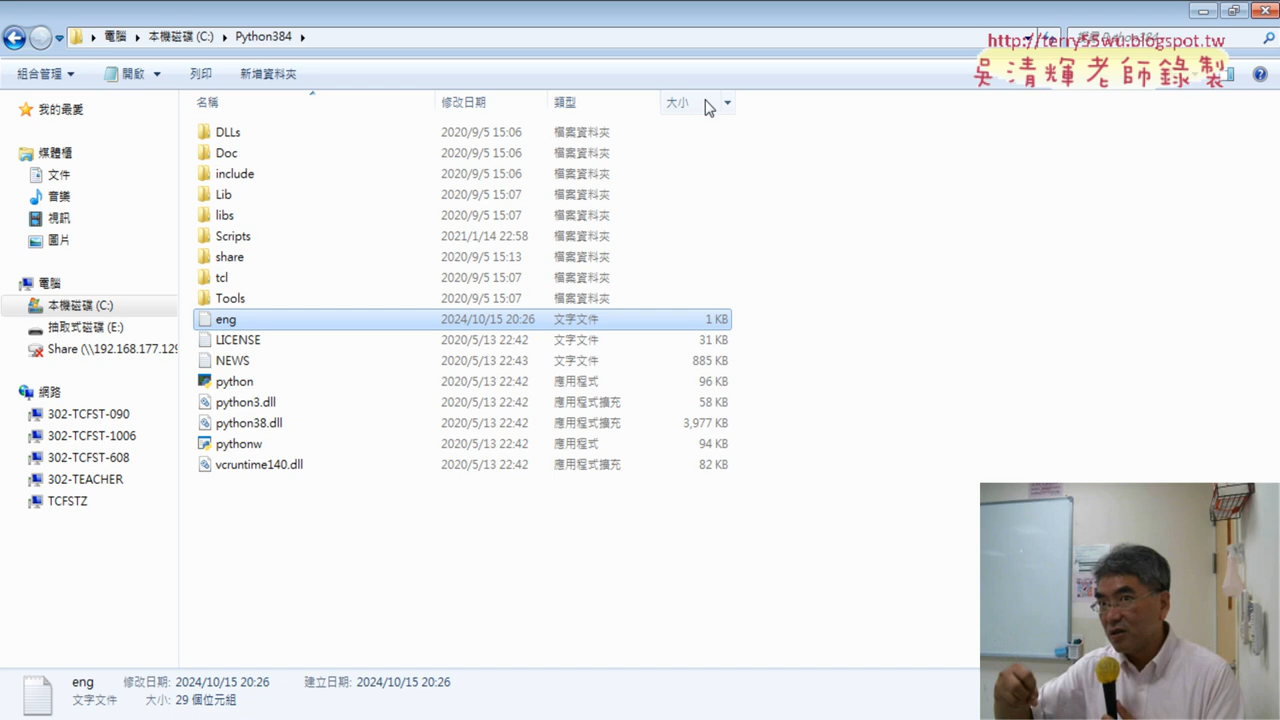 電腦 本機磁碟 (C:) Python384
http://terry55wu.blogspot.tw
吳清輝老師錄製
組合管理 開啟 列印 新增資料夾
名稱 修改日期 類型 大小
我的最愛
媒體櫃
文件
音樂
視訊
圖片
電腦
本機磁碟 (C:)
抽取式磁碟 (E:)
Share (\\192.168.177.129
網路
302-TCFST-090
302-TCFST-1006
302-TCFST-608
302-TEACHER
TCFSTZ
DLLs 2020/9/5 15:06 檔案資料夾
Doc 2020/9/5 15:06 檔案資料夾
include 2020/9/5 15:06 檔案資料夾
Lib 2020/9/5 15:07 檔案資料夾
libs 2020/9/5 15:07 檔案資料夾
Scripts 2021/1/14 22:58 檔案資料夾
share 2020/9/5 15:13 檔案資料夾
tcl 2020/9/5 15:07 檔案資料夾
Tools 2020/9/5 15:07 檔案資料夾
eng 2024/10/15 20:26 文字文件 1 KB
LICENSE 2020/5/13 22:42 文字文件 31 KB
NEWS 2020/5/13 22:43 文字文件 885 KB
python 2020/5/13 22:42 應用程式 96 KB
python3.dll 2020/5/13 22:42 應用程式擴充 58 KB
python38.dll 2020/5/13 22:42 應用程式擴充 3,977 KB
pythonw 2020/5/13 22:42 應用程式 94 KB
vcruntime140.dll 2020/5/13 22:42 應用程式擴充 82 KB
eng 修改日期: 2024/10/15 20:26 建立日期: 2024/10/15 20:26
文字文件 大小: 29 個位元組